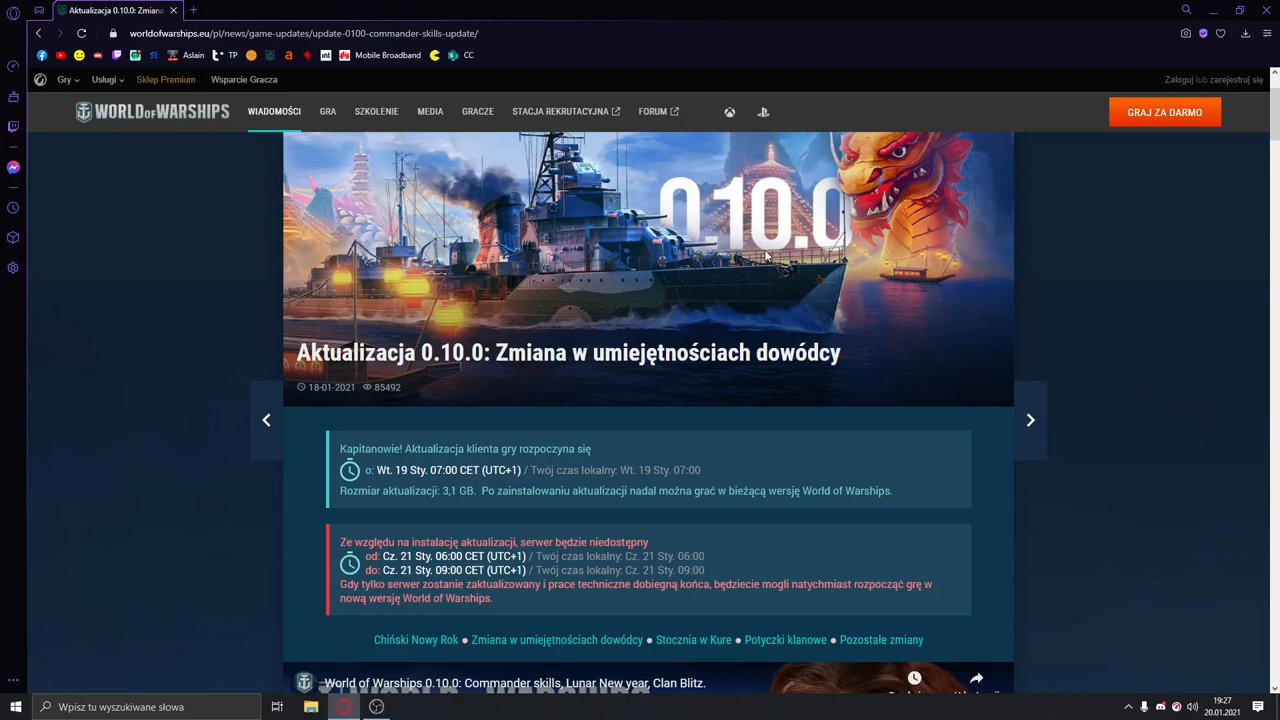 Aktualizacja 0.10.0: Zmiana
worldofwarships.eu/pl/news/game-updates/update-0100-commander-skills-update/
Aslain TP int Mobile Broadband CC
Gry Usługi Sklep Premium Wsparcie Gracza Zaloguj lub zarejestruj się
WORLD OF WARSHIPS WIADOMOŚCI GRA SZKOLENIE MEDIA GRACZE STACJA REKRUTACYJNA FORUM GRAJ ZA DARMO
0.10.0
Aktualizacja 0.10.0: Zmiana w umiejętnościach dowódcy
18-01-2021 85492
Kapitanowie! Aktualizacja klienta gry rozpoczyna się
o: Wt. 19 Sty. 07:00 CET (UTC+1) / Twój czas lokalny: Wt. 19 Sty. 07:00
Rozmiar aktualizacji: 3,1 GB. Po zainstalowaniu aktualizacji nadal można grać w bieżącą wersję World of Warships.
Ze względu na instalację aktualizacji, serwer będzie niedostępny
od: Cz. 21 Sty. 06:00 CET (UTC+1) / Twój czas lokalny: Cz. 21 Sty. 06:00
do: Cz. 21 Sty. 09:00 CET (UTC+1) / Twój czas lokalny: Cz. 21 Sty. 09:00
Gdy tylko serwer zostanie zaktualizowany i prace techniczne dobiegną końca, będziecie mogli natychmiast rozpocząć grę w
nową wersję World of Warships.
Chiński Nowy Rok ● Zmiana w umiejętnościach dowódcy ● Stocznia w Kure ● Potyczki klanowe ● Pozostałe zmiany
World of Warships 0.10.0: Commander skills, Lunar New year, Clan Blitz.
Wpisz tu wyszukiwane słowa
19:27
20.01.2021